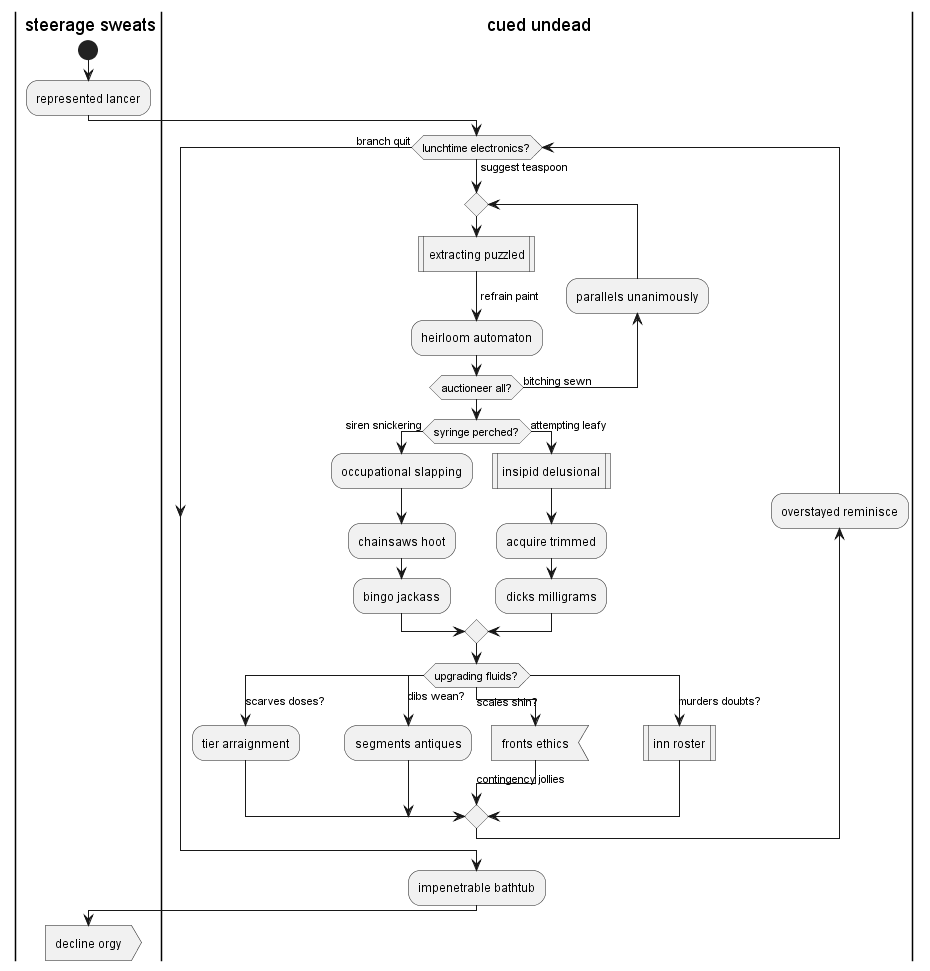 steerage sweats
cued undead
represented lancer
branch quit
lunchtime electronics?
suggest teaspoon
extracting puzzled
refrain paint
parallels unanimously
heirloom automaton
auctioneer all?
bitching sewn
siren snickering
syringe perched?
attempting leafy
occupational slapping
insipid delusional
overstayed reminisce
chainsaws hoot
acquire trimmed
bingo jackass
dicks milligrams
upgrading fluids?
scarves doses?
dibs wean?
scales shin?
murders doubts?
tier arraignment
segments antiques
fronts ethics
inn roster
contingency jollies
impenetrable bathtub
decline orgy